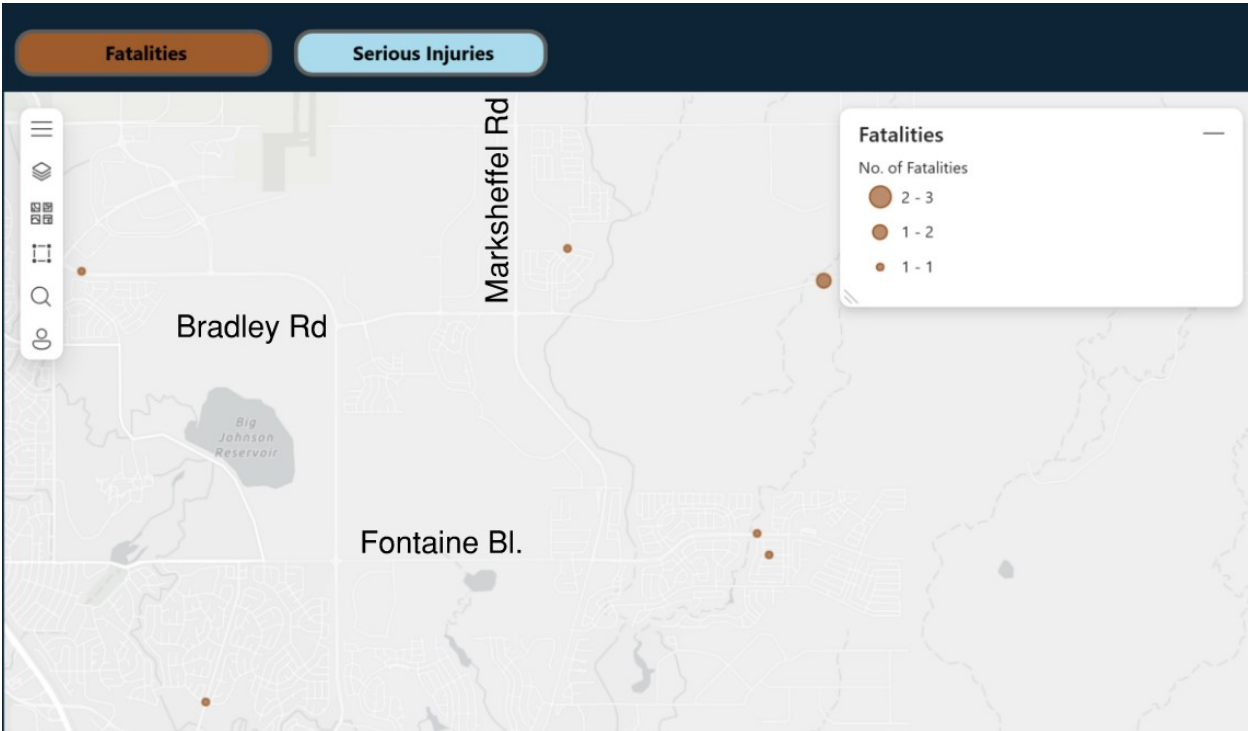 Fatalities
Serious Injuries
Marksheffel Rd
Fatalities
No. of Fatalities
2 - 3
1 - 2
1 - 1
Bradley Rd
Big
Johnson
Reservoir
Fontaine Bl.